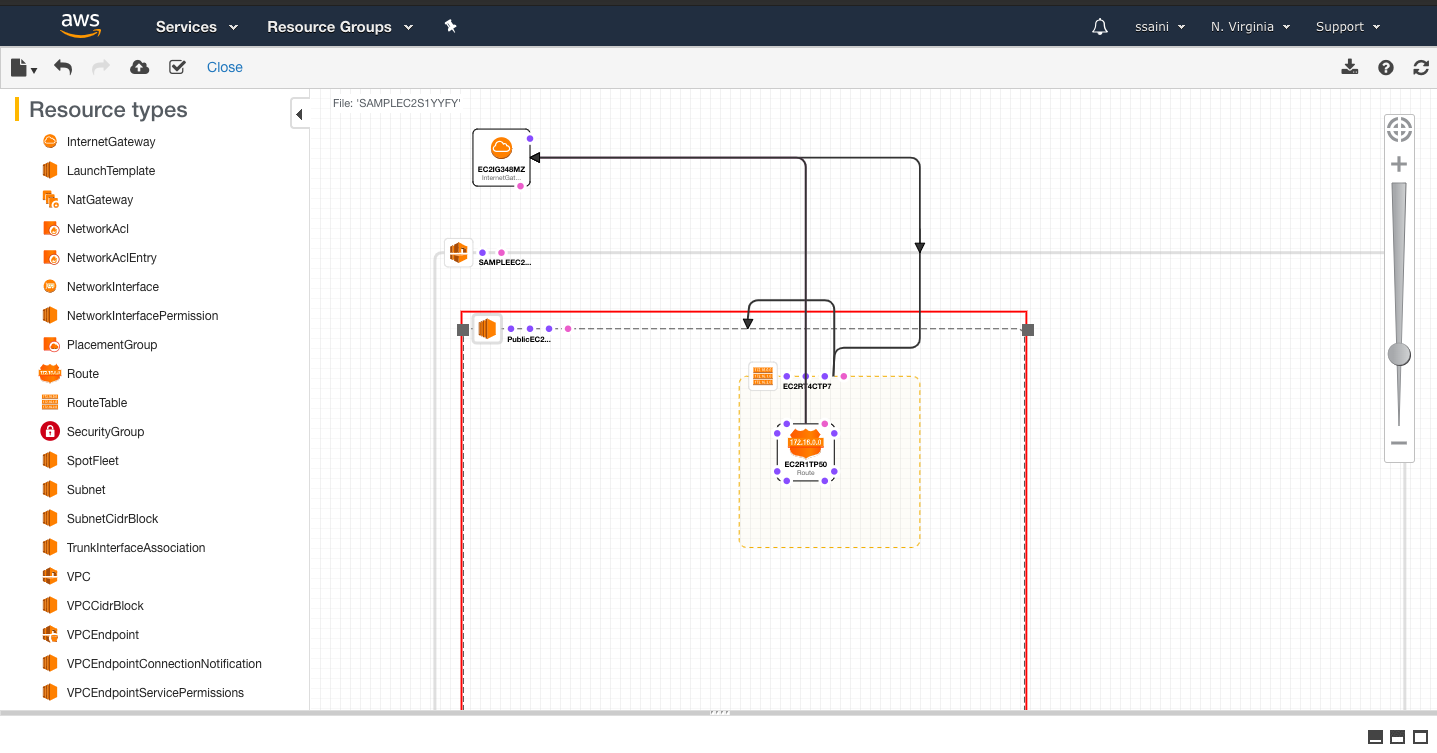 aws Services Resource Groups ssaini N. Virginia Support
Close
Resource types
InternetGateway
LaunchTemplate
NatGateway
NetworkAcl
NetworkAclEntry
NetworkInterface
NetworkInterfacePermission
PlacementGroup
Route
RouteTable
SecurityGroup
SpotFleet
Subnet
SubnetCidrBlock
TrunkInterfaceAssociation
VPC
VPCCidrBlock
VPCEndpoint
VPCEndpointConnectionNotification
VPCEndpointServicePermissions
File: 'SAMPLEC2S1YYFY'
EC2IG348MZ
InternetGat...
SAMPLEEC2...
PublicEC2...
EC2RT4CTP7
172.16.0.0
EC2R1TP50
Route